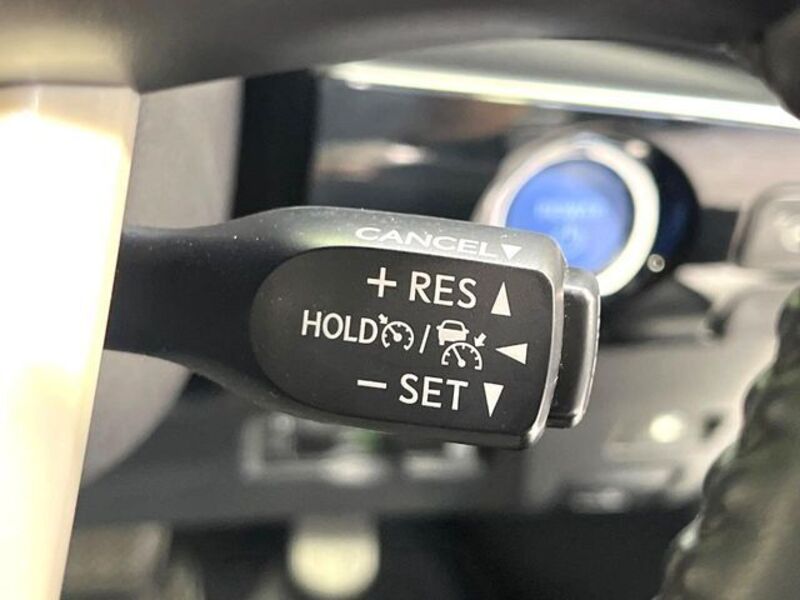 CANCEL▼
+ RES ▲
HOLD / ◀
− SET ▼